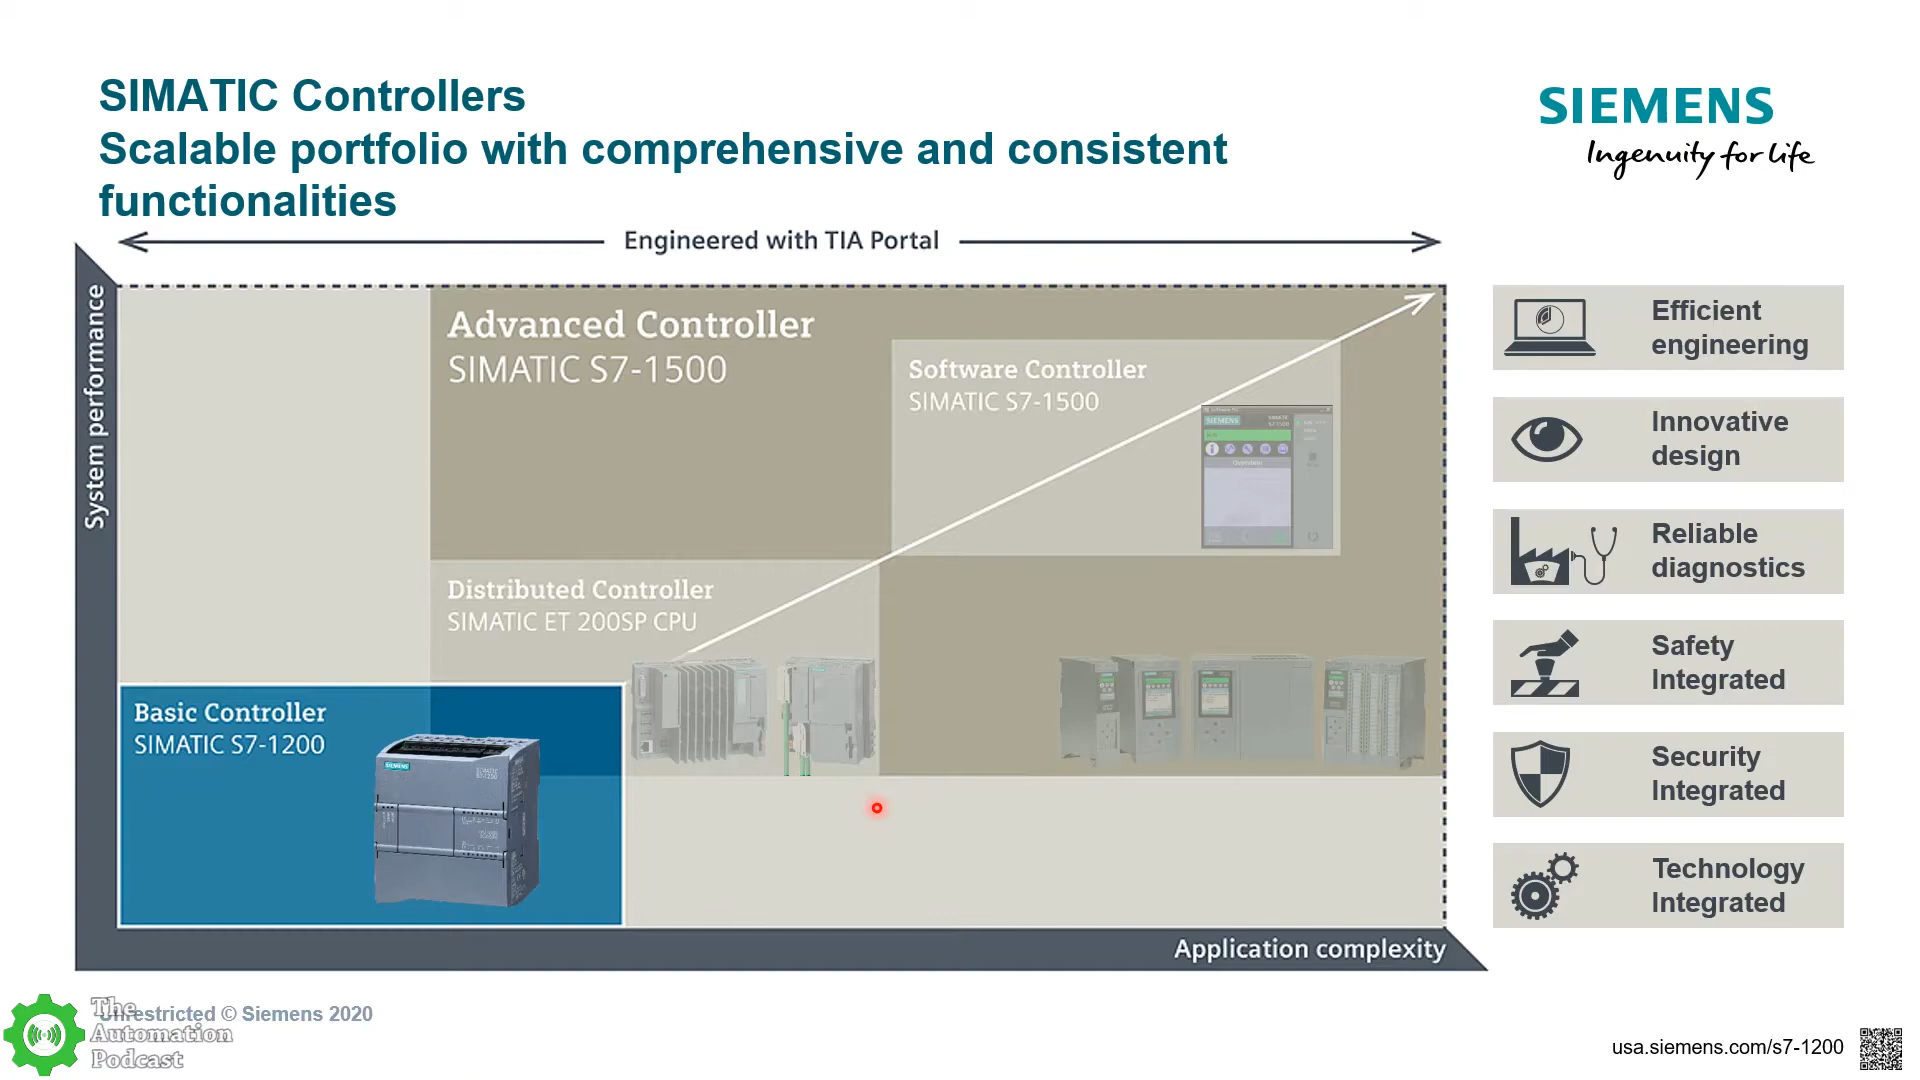 SIMATIC Controllers
Scalable portfolio with comprehensive and consistent
functionalities
SIEMENS
Ingenuity for life
Engineered with TIA Portal
System performance
Advanced Controller
SIMATIC S7-1500
Software Controller
SIMATIC S7-1500
SIEMENS
Distributed Controller
SIMATIC ET 200SP CPU
Basic Controller
SIMATIC S7-1200
SIEMENS
Application complexity
Efficient
engineering
Innovative
design
Reliable
diagnostics
Safety
Integrated
Security
Integrated
Technology
Integrated
Unrestricted © Siemens 2020
The
Automation
Podcast
usa.siemens.com/s7-1200